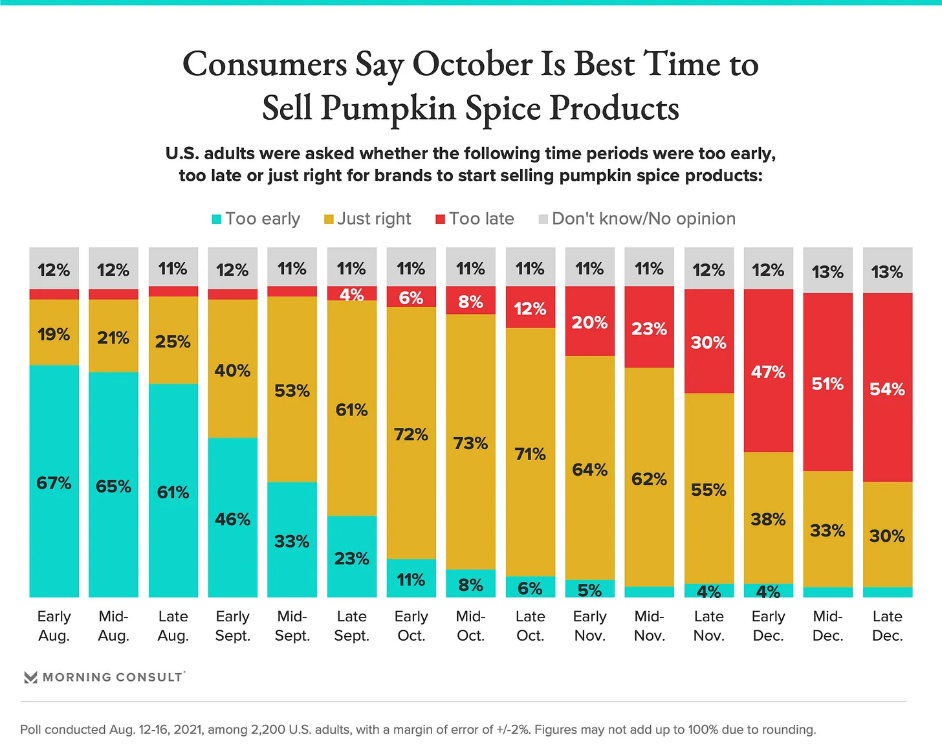 Consumers Say October Is Best Time to
Sell Pumpkin Spice Products
U.S. adults were asked whether the following time periods were too early,
too late or just right for brands to start selling pumpkin spice products:
Too early Just right Too late Don't know/No opinion
12% 12% 11% 12% 11% 11% 11% 11% 11% 11% 11% 12% 12% 13% 13%
4% 6% 8% 12% 20% 23% 30% 47% 51% 54%
19% 21% 25% 40% 53% 61% 72% 73% 71% 64% 62% 55% 38% 33% 30%
67% 65% 61% 46% 33% 23% 11% 8% 6% 5% 4% 4%
Early Mid- Late Early Mid- Late Early Mid- Late Early Mid- Late Early Mid- Late
Aug. Aug. Aug. Sept. Sept. Sept. Oct. Oct. Oct. Nov. Nov. Nov. Dec. Dec. Dec.
MORNING CONSULT
Poll conducted Aug. 12-16, 2021, among 2,200 U.S. adults, with a margin of error of +/-2%. Figures may not add up to 100% due to rounding.